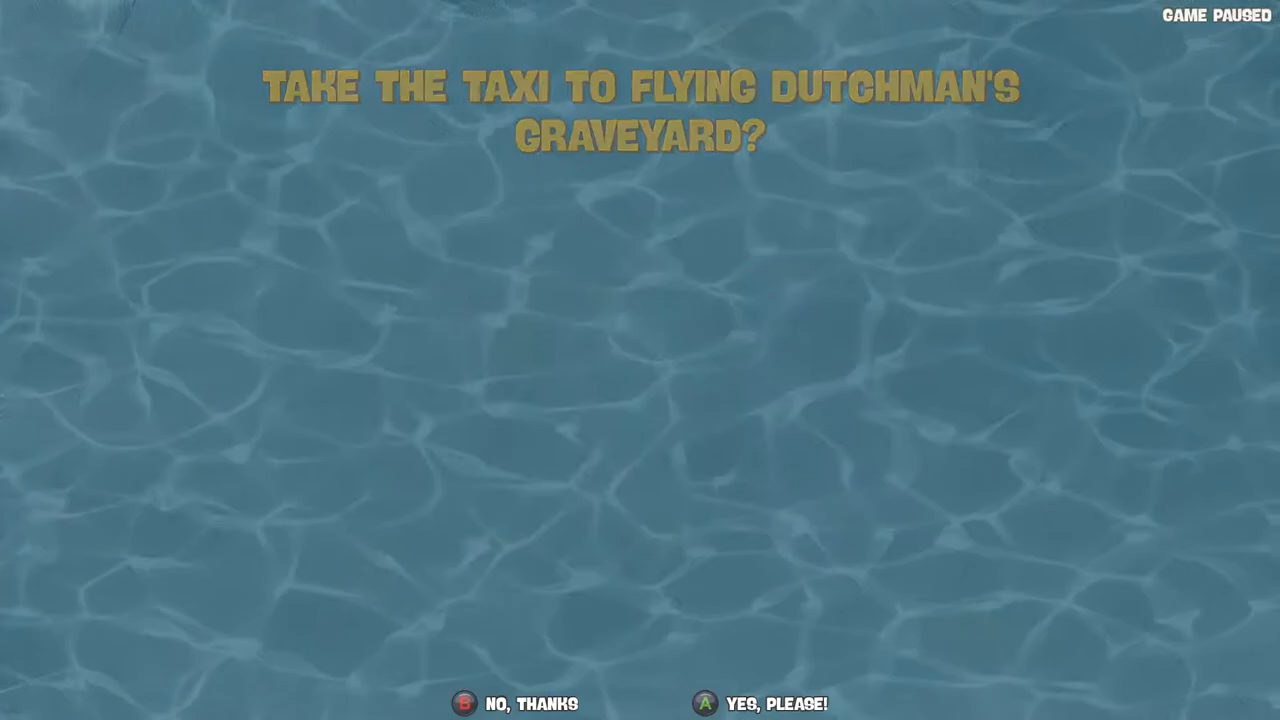 GAME PAUSED
TAKE THE TAXI TO FLYING DUTCHMAN'S
GRAVEYARD?
B NO, THANKS
A YES, PLEASE!